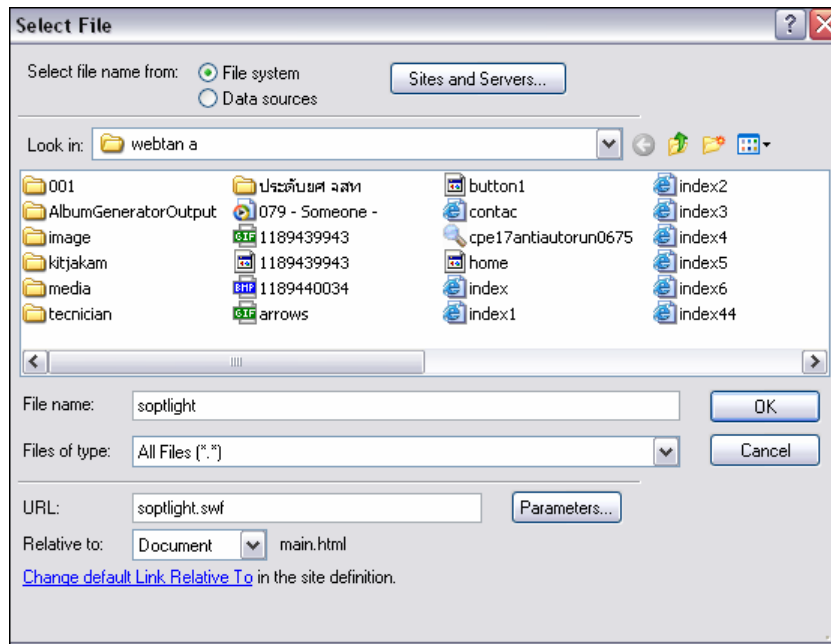 Select File
Select file name from: File system
Sites and Servers...
Data sources
Look in: webtan a
001
AlbumGeneratorOutput
image
kitjakam
media
tecnician
ประดับยศ จสท
079 - Someone -
GIF 1189439943
1189439943
BMP 1189440034
GIF arrows
button1
contac
cpe17antiautorun0675
home
index
index1
index2
index3
index4
index5
index6
index44
File name: soptlight
OK
Files of type: All Files (*.*)
Cancel
URL: soptlight.swf
Parameters...
Relative to: Document main.html
Change default Link Relative To in the site definition.